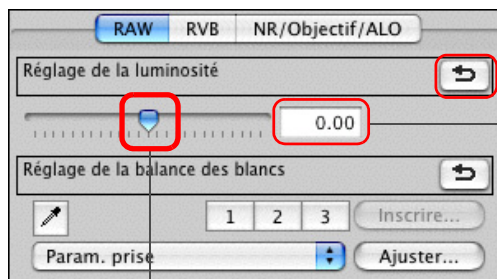 RAW RVB NR/Objectif/ALO
Réglage de la luminosité
0.00
Réglage de la balance des blancs
1 2 3 Inscrire...
Param. prise Ajuster...